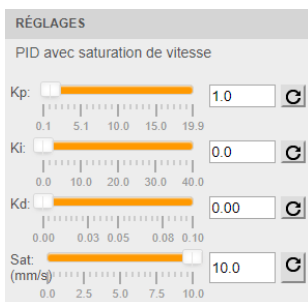 RÉGLAGES
PID avec saturation de vitesse
Kp: 1.0
0.1 5.1 10.0 15.0 19.9
Ki: 0.0
0.0 10.0 20.0 30.0 40.0
Kd: 0.00
0.00 0.03 0.05 0.08 0.10
Sat:
(mm/s) 10.0
0.0 2.5 5.0 7.5 10.0